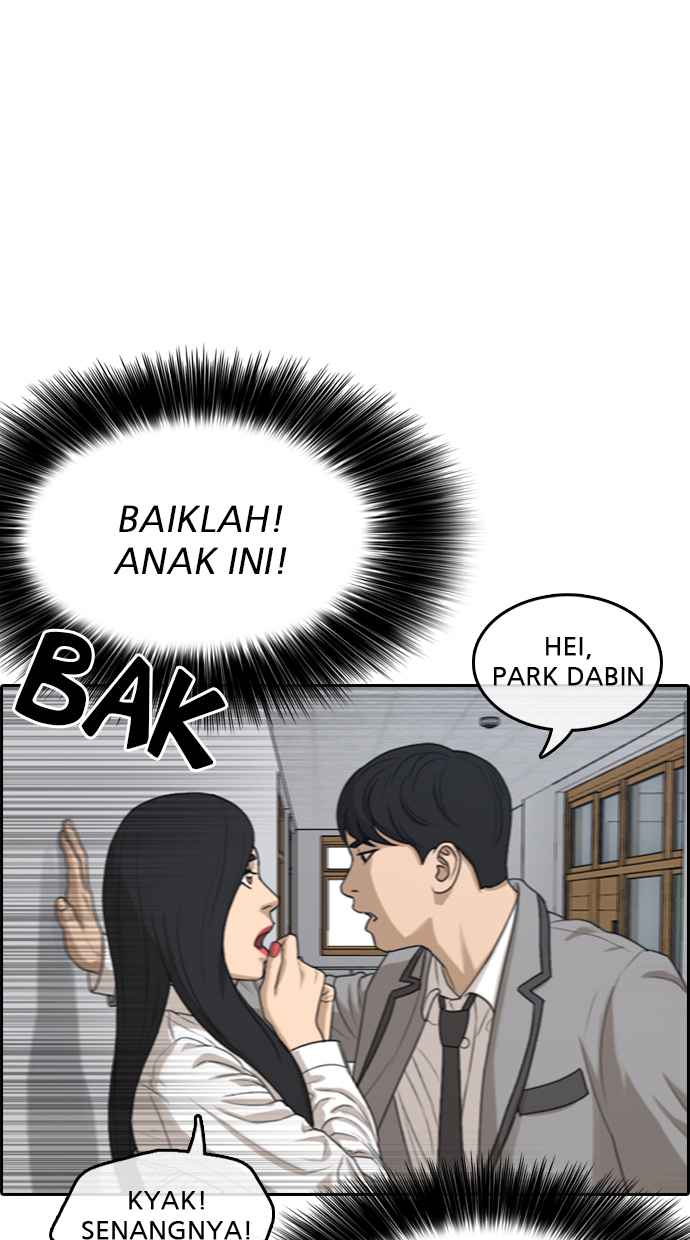 BAIKLAH!
ANAK INI!
HEI,
PARK DABIN
BAK
KYAK!
SENANGNYA!